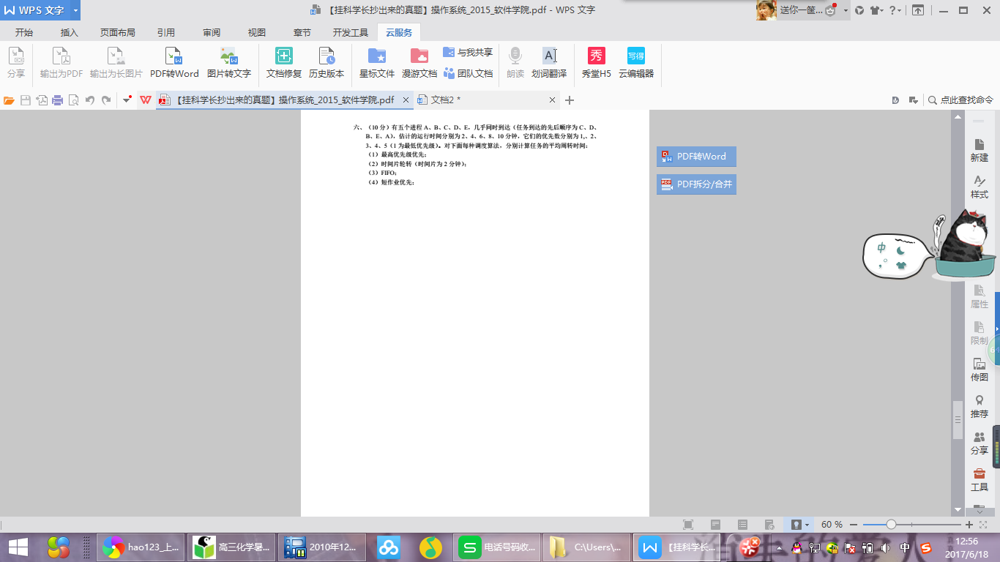 WPS 文字
【挂科学长抄出来的真题】操作系统_2015_软件学院.pdf - WPS 文字
送你一筐...
开始 插入 页面布局 引用 审阅 视图 章节 开发工具 云服务
分享 输出为PDF 输出为长图片 PDF转Word 图片转文字 文档修复 历史版本 星标文件 漫游文档 与我共享 团队文档 朗读 划词翻译 秀堂H5 云编辑器
秀 写得
【挂科学长抄出来的真题】操作系统_2015_软件学院.pdf 文档2 *
点此查找命令
六、（10 分）有五个进程 A、B、C、D、E，几乎同时到达（任务到达的先后顺序为 C、D、
B、E、A），估计的运行时间分别为 2、4、6、8、10 分钟，它们的优先数分别为 1,、2、
3、4、5（1 为最低优先级）。对下面每种调度算法，分别计算任务的平均周转时间：
（1）最高优先级优先；
（2）时间片轮转（时间片为 2 分钟）；
（3）FIFO；
（4）短作业优先；
PDF转Word
PDF拆分/合并
新建
样式
中
属性
限制
64
传图
推荐
分享
工具
60 %
hao123_上...
高三化学暑...
2010年12...
电话号码收...
C:\Users\...
【挂科学长...
中
12:56
2017/6/18